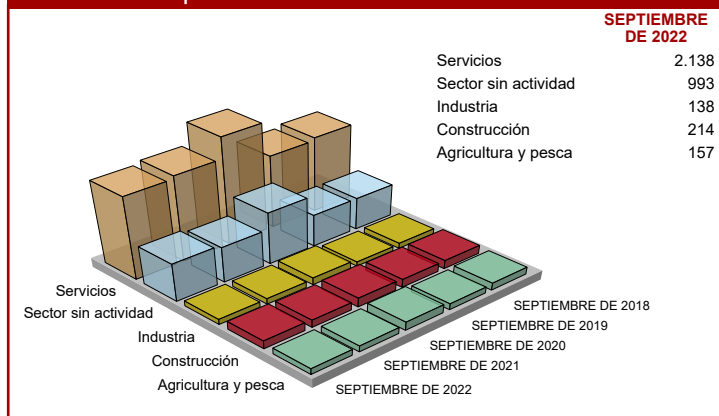 SEPTIEMBRE
DE 2022
Servicios 2.138
Sector sin actividad 993
Industria 138
Construcción 214
Agricultura y pesca 157
Servicios
Sector sin actividad
Industria
Construcción
Agricultura y pesca
SEPTIEMBRE DE 2018
SEPTIEMBRE DE 2019
SEPTIEMBRE DE 2020
SEPTIEMBRE DE 2021
SEPTIEMBRE DE 2022